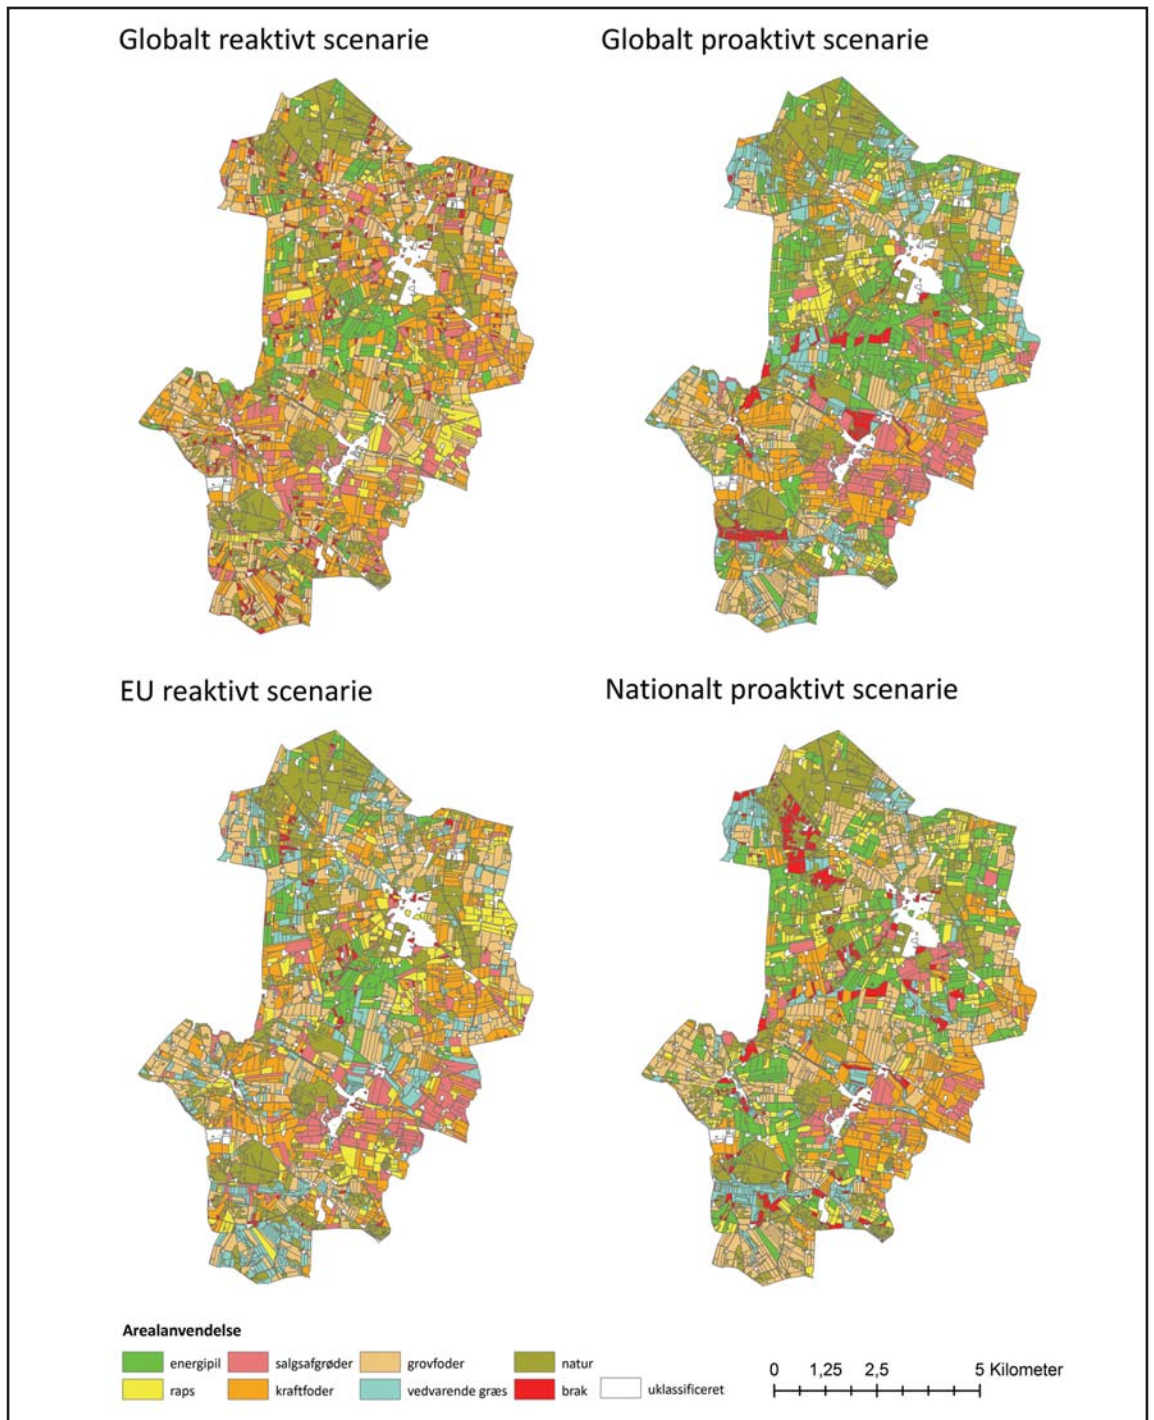 Globalt reaktivt scenarie
Globalt proaktivt scenarie
EU reaktivt scenarie
Nationalt proaktivt scenarie
Arealanvendelse
energipil
salgsafgrøder
grovfoder
natur
raps
kraftfoder
vedvarende græs
brak
uklassificeret
0 1,25 2,5 5 Kilometer